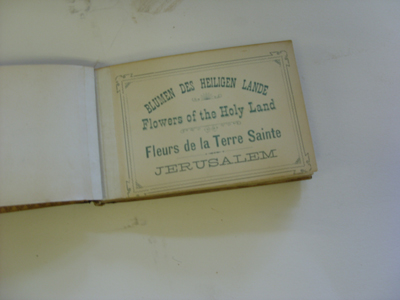 BLUMEN DES HEILIGEN LANDE
Flowers of the Holy Land
Fleurs de la Terre Sainte
JERUSALEM